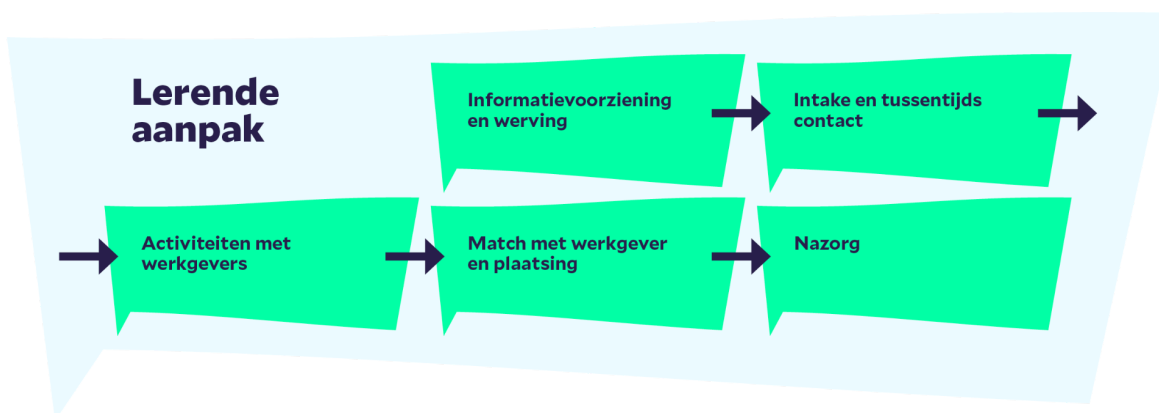 Lerende
aanpak
Informatievoorziening
en werving
Intake en tussentijds
contact
Activiteiten met
werkgevers
Match met werkgever
en plaatsing
Nazorg